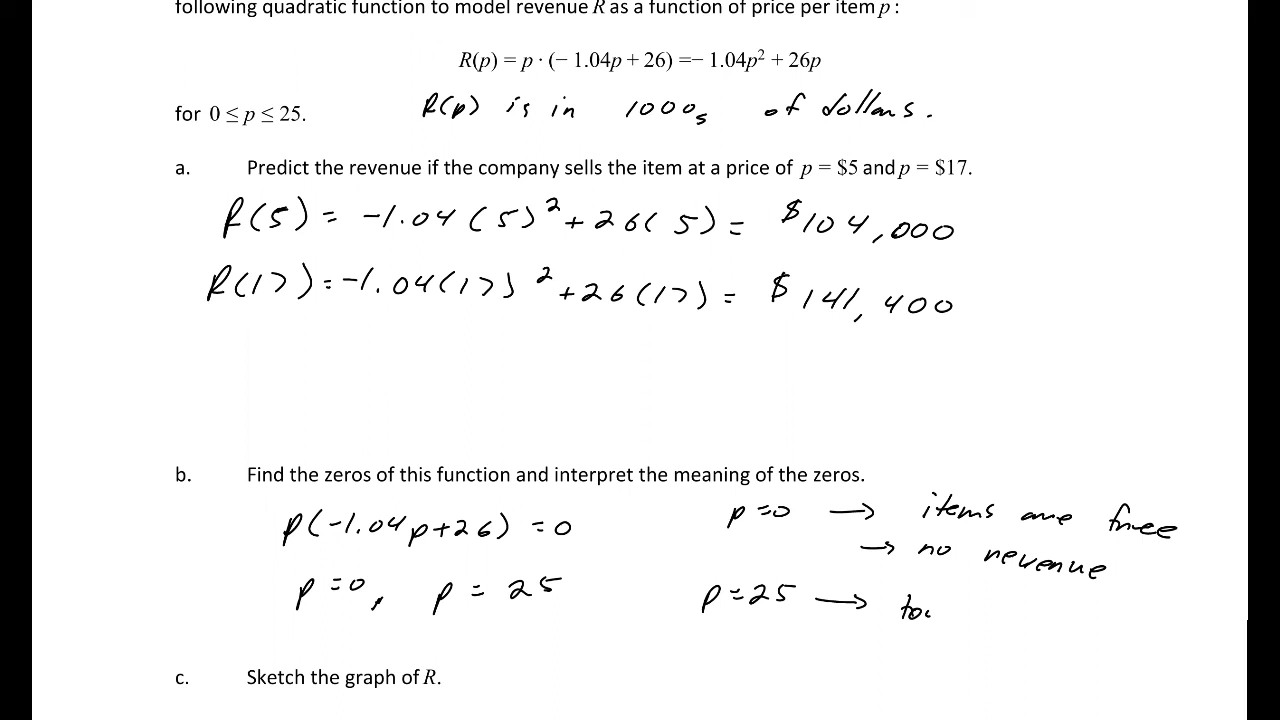 following quadratic function to model revenue R as a function of price per item p :
R(p) = p · (− 1.04p + 26) =− 1.04p² + 26p
for 0 ≤ p ≤ 25.
R(p) is in 1000s of dollars.
a. Predict the revenue if the company sells the item at a price of p = $5 and p = $17.
R(5) = -1.04(5)² + 26(5) = $104,000
R(17) = -1.04(17)² + 26(17) = $141,400
b. Find the zeros of this function and interpret the meaning of the zeros.
p(-1.04p+26) = 0
p=0, p = 25
p=0 → items are free
→ no revenue
p=25 → too
c. Sketch the graph of R.